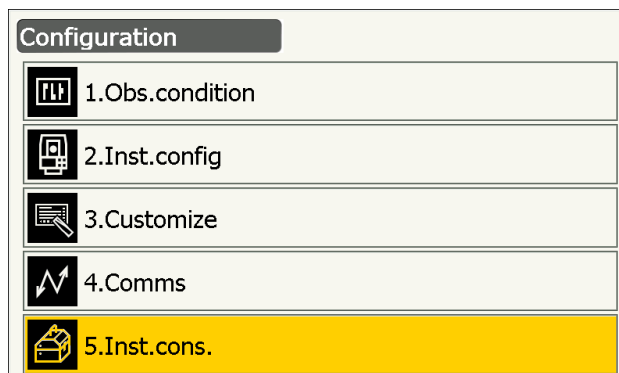 Configuration
1.Obs.condition
2.Inst.config
3.Customize
4.Comms
5.Inst.cons.